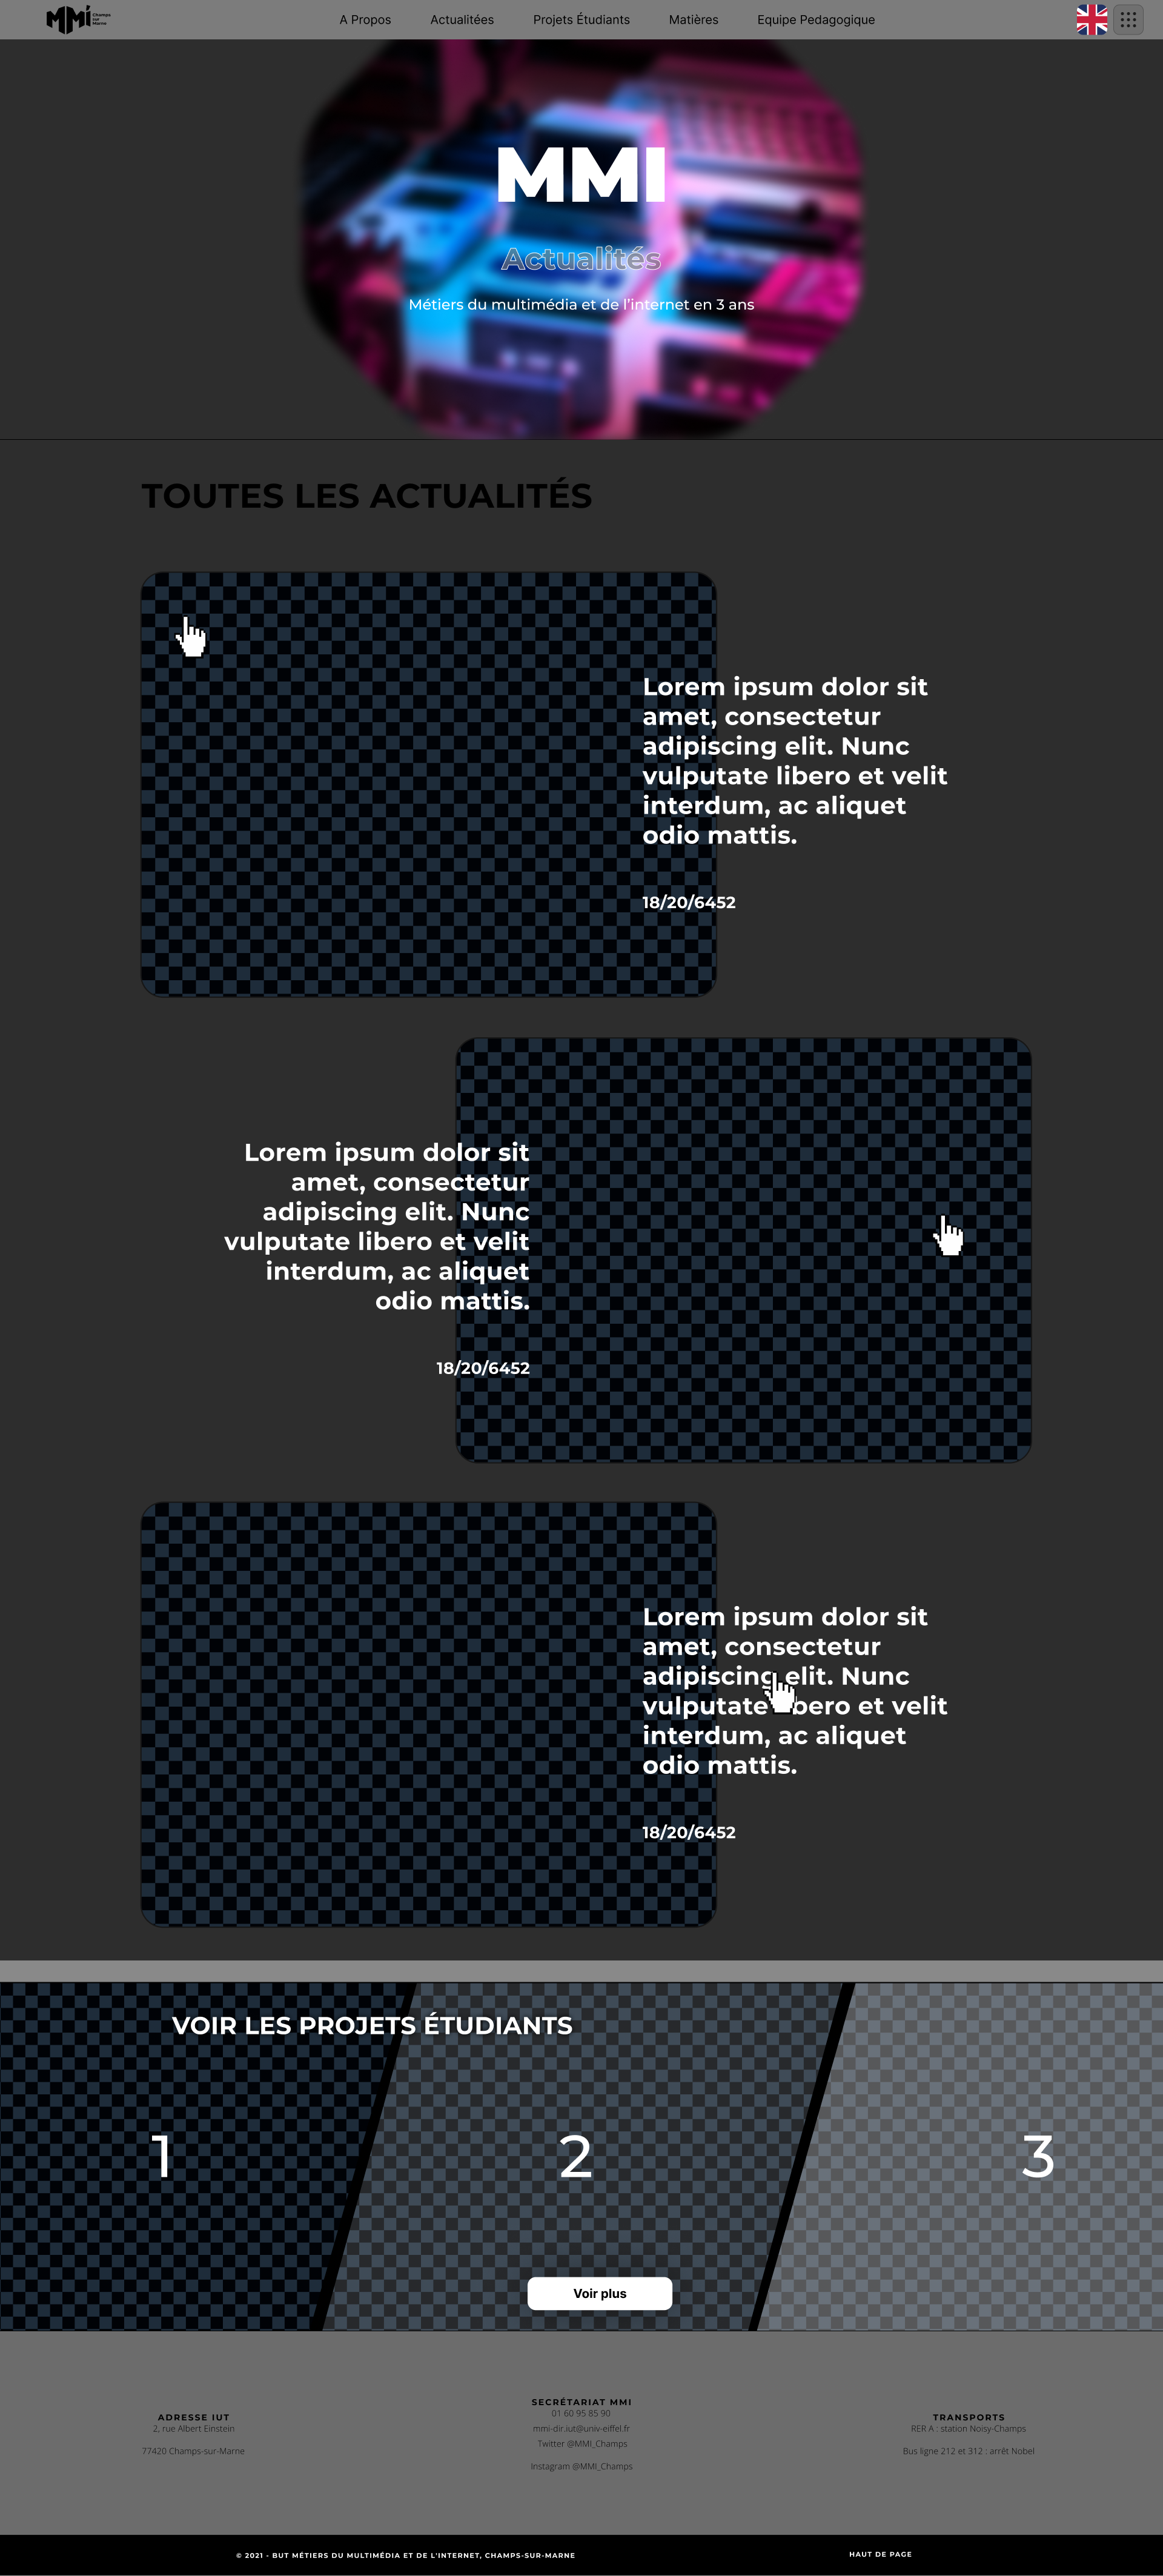 MMI Champs
sur
Marne
A Propos Actualitées Projets Étudiants Matières Equipe Pedagogique
MMI
Actualités
Métiers du multimédia et de l'internet en 3 ans
TOUTES LES ACTUALITÉS
Lorem ipsum dolor sit
amet, consectetur
adipiscing elit. Nunc
vulputate libero et velit
interdum, ac aliquet
odio mattis.
18/20/6452
Lorem ipsum dolor sit
amet, consectetur
adipiscing elit. Nunc
vulputate libero et velit
interdum, ac aliquet
odio mattis.
18/20/6452
Lorem ipsum dolor sit
amet, consectetur
adipiscing elit. Nunc
vulputate bero et velit
interdum, ac aliquet
odio mattis.
18/20/6452
VOIR LES PROJETS ÉTUDIANTS
1 2 3
Voir plus
ADRESSE IUT
2, rue Albert Einstein
77420 Champs-sur-Marne
SECRÉTARIAT MMI
01 60 95 85 90
mmi-dir.iut@univ-eiffel.fr
Twitter @MMI_Champs
Instagram @MMI_Champs
TRANSPORTS
RER A : station Noisy-Champs
Bus ligne 212 et 312 : arrêt Nobel
© 2021 - BUT MÉTIERS DU MULTIMÉDIA ET DE L'INTERNET, CHAMPS-SUR-MARNE
HAUT DE PAGE